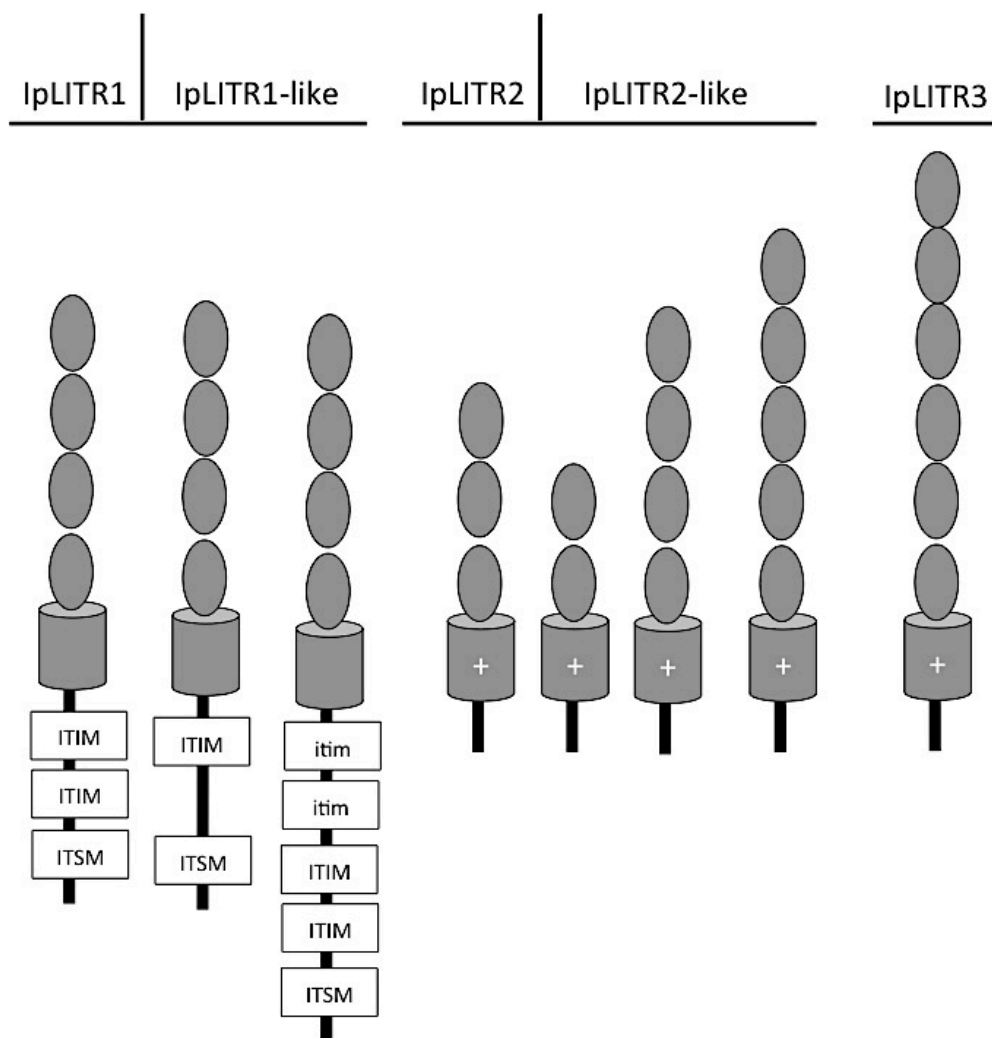 IpLITR1 IpLITR1-like IpLITR2 IpLITR2-like IpLITR3
+ + + + +
ITIM ITIM itim
ITIM itim
ITSM ITSM ITIM
ITIM
ITSM